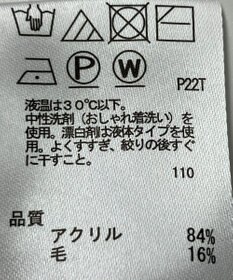 P W P22T
液温は30℃以下。
中性洗剤(おしゃれ着洗い)を
使用。漂白剤は液体タイプを使
用。よくすすぎ、絞りの後すぐ
に干すこと。
110
品質
アクリル 84%
毛 16%